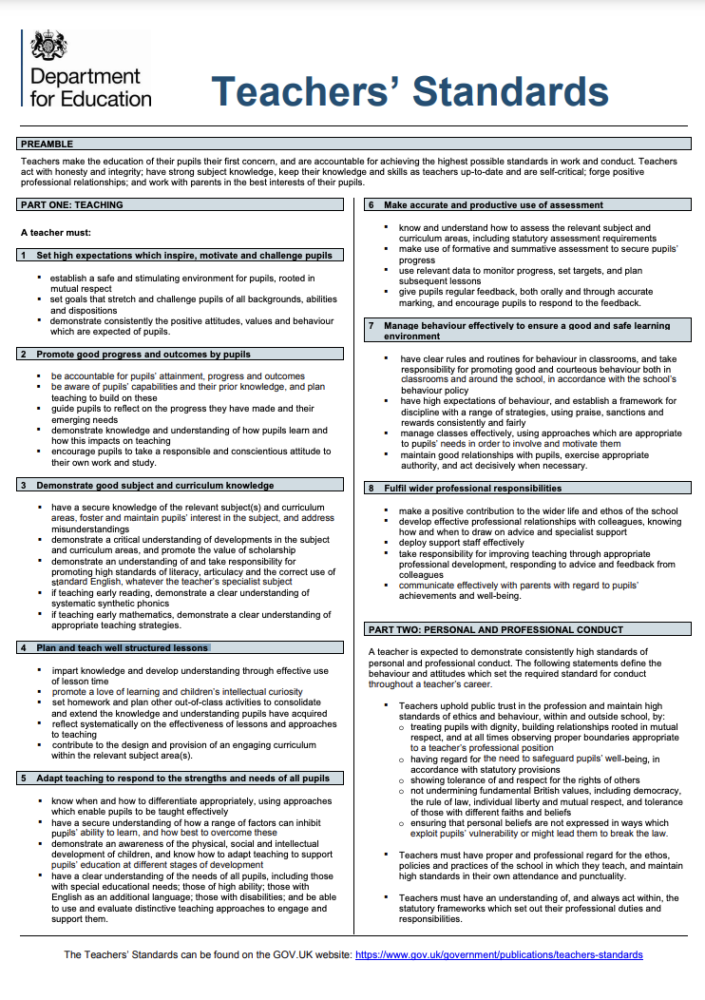 Department
for Education
Teachers’ Standards
PREAMBLE
Teachers make the education of their pupils their first concern, and are accountable for achieving the highest possible standards in work and conduct. Teachers
act with honesty and integrity; have strong subject knowledge, keep their knowledge and skills as teachers up-to-date and are self-critical; forge positive
professional relationships; and work with parents in the best interests of their pupils.
PART ONE: TEACHING
A teacher must:
1 Set high expectations which inspire, motivate and challenge pupils
▪ establish a safe and stimulating environment for pupils, rooted in
mutual respect
▪ set goals that stretch and challenge pupils of all backgrounds, abilities
and dispositions
▪ demonstrate consistently the positive attitudes, values and behaviour
which are expected of pupils.
2 Promote good progress and outcomes by pupils
▪ be accountable for pupils’ attainment, progress and outcomes
▪ be aware of pupils’ capabilities and their prior knowledge, and plan
teaching to build on these
▪ guide pupils to reflect on the progress they have made and their
emerging needs
▪ demonstrate knowledge and understanding of how pupils learn and
how this impacts on teaching
▪ encourage pupils to take a responsible and conscientious attitude to
their own work and study.
3 Demonstrate good subject and curriculum knowledge
▪ have a secure knowledge of the relevant subject(s) and curriculum
areas, foster and maintain pupils’ interest in the subject, and address
misunderstandings
▪ demonstrate a critical understanding of developments in the subject
and curriculum areas, and promote the value of scholarship
▪ demonstrate an understanding of and take responsibility for
promoting high standards of literacy, articulacy and the correct use of
standard English, whatever the teacher’s specialist subject
▪ if teaching early reading, demonstrate a clear understanding of
systematic synthetic phonics
▪ if teaching early mathematics, demonstrate a clear understanding of
appropriate teaching strategies.
4 Plan and teach well structured lessons
▪ impart knowledge and develop understanding through effective use
of lesson time
▪ promote a love of learning and children’s intellectual curiosity
▪ set homework and plan other out-of-class activities to consolidate
and extend the knowledge and understanding pupils have acquired
▪ reflect systematically on the effectiveness of lessons and approaches
to teaching
▪ contribute to the design and provision of an engaging curriculum
within the relevant subject area(s).
5 Adapt teaching to respond to the strengths and needs of all pupils
▪ know when and how to differentiate appropriately, using approaches
which enable pupils to be taught effectively
▪ have a secure understanding of how a range of factors can inhibit
pupils’ ability to learn, and how best to overcome these
▪ demonstrate an awareness of the physical, social and intellectual
development of children, and know how to adapt teaching to support
pupils’ education at different stages of development
▪ have a clear understanding of the needs of all pupils, including those
with special educational needs; those of high ability; those with
English as an additional language; those with disabilities; and be able
to use and evaluate distinctive teaching approaches to engage and
support them.
6 Make accurate and productive use of assessment
▪ know and understand how to assess the relevant subject and
curriculum areas, including statutory assessment requirements
▪ make use of formative and summative assessment to secure pupils’
progress
▪ use relevant data to monitor progress, set targets, and plan
subsequent lessons
▪ give pupils regular feedback, both orally and through accurate
marking, and encourage pupils to respond to the feedback.
7 Manage behaviour effectively to ensure a good and safe learning
environment
▪ have clear rules and routines for behaviour in classrooms, and take
responsibility for promoting good and courteous behaviour both in
classrooms and around the school, in accordance with the school’s
behaviour policy
▪ have high expectations of behaviour, and establish a framework for
discipline with a range of strategies, using praise, sanctions and
rewards consistently and fairly
▪ manage classes effectively, using approaches which are appropriate
to pupils’ needs in order to involve and motivate them
▪ maintain good relationships with pupils, exercise appropriate
authority, and act decisively when necessary.
8 Fulfil wider professional responsibilities
▪ make a positive contribution to the wider life and ethos of the school
▪ develop effective professional relationships with colleagues, knowing
how and when to draw on advice and specialist support
▪ deploy support staff effectively
▪ take responsibility for improving teaching through appropriate
professional development, responding to advice and feedback from
colleagues
▪ communicate effectively with parents with regard to pupils’
achievements and well-being.
PART TWO: PERSONAL AND PROFESSIONAL CONDUCT
A teacher is expected to demonstrate consistently high standards of
personal and professional conduct. The following statements define the
behaviour and attitudes which set the required standard for conduct
throughout a teacher’s career.
▪ Teachers uphold public trust in the profession and maintain high
standards of ethics and behaviour, within and outside school, by:
o treating pupils with dignity, building relationships rooted in mutual
respect, and at all times observing proper boundaries appropriate
to a teacher’s professional position
o having regard for the need to safeguard pupils’ well-being, in
accordance with statutory provisions
o showing tolerance of and respect for the rights of others
o not undermining fundamental British values, including democracy,
the rule of law, individual liberty and mutual respect, and tolerance
of those with different faiths and beliefs
o ensuring that personal beliefs are not expressed in ways which
exploit pupils’ vulnerability or might lead them to break the law.
▪ Teachers must have proper and professional regard for the ethos,
policies and practices of the school in which they teach, and maintain
high standards in their own attendance and punctuality.
▪ Teachers must have an understanding of, and always act within, the
statutory frameworks which set out their professional duties and
responsibilities.
The Teachers’ Standards can be found on the GOV.UK website: https://www.gov.uk/government/publications/teachers-standards